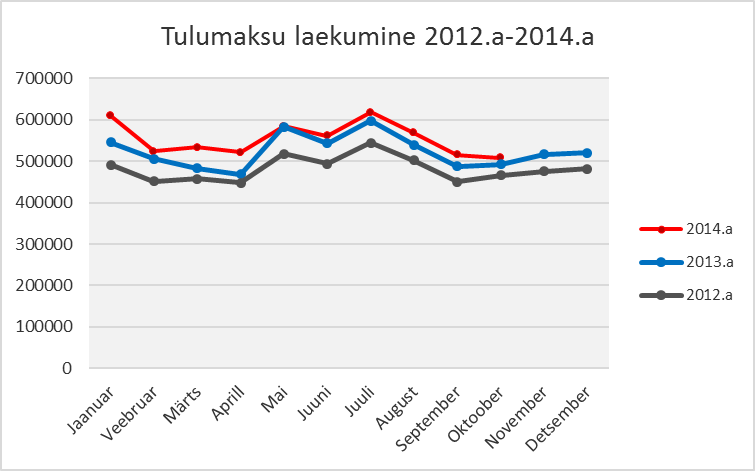 Tulumaksu laekumine 2012.a-2014.a
700000
600000
500000
400000
300000
200000
100000
0
Jaanuar
Veebruar
Märts
Aprill
Mai
Juuni
Juuli
August
September
Oktoober
November
Detsember
2014.a
2013.a
2012.a